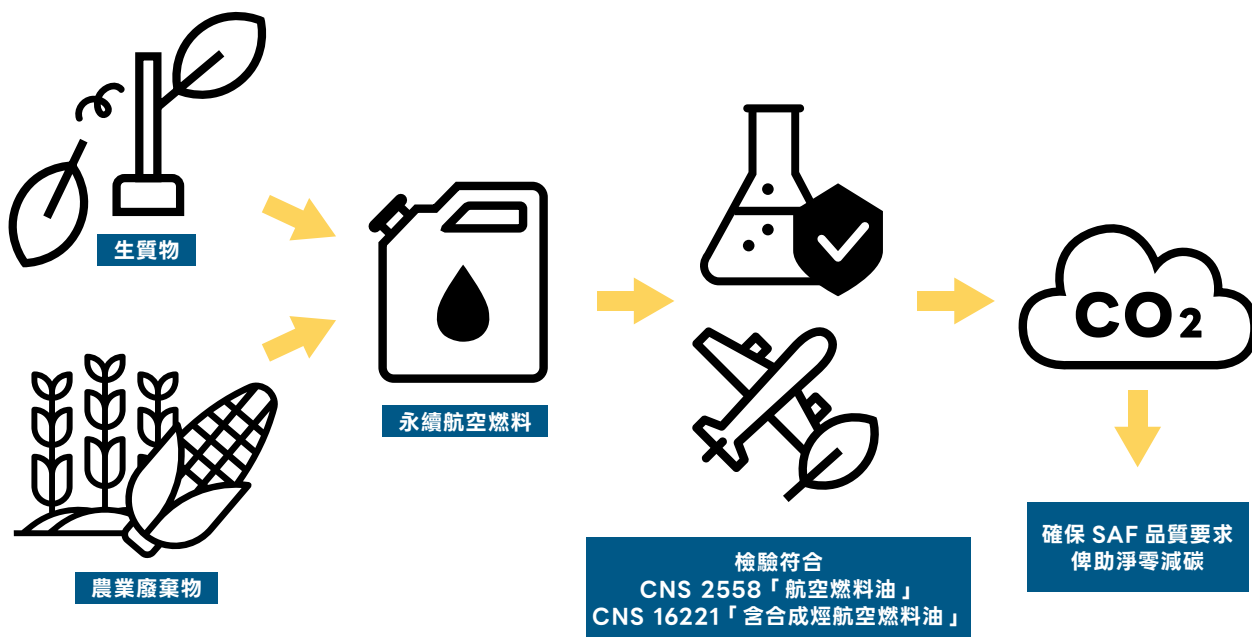 生質物
農業廢棄物
永續航空燃料
檢驗符合
CNS 2558「航空燃料油」
CNS 16221「含合成烴航空燃料油」
CO2
確保 SAF 品質要求
俾助淨零減碳